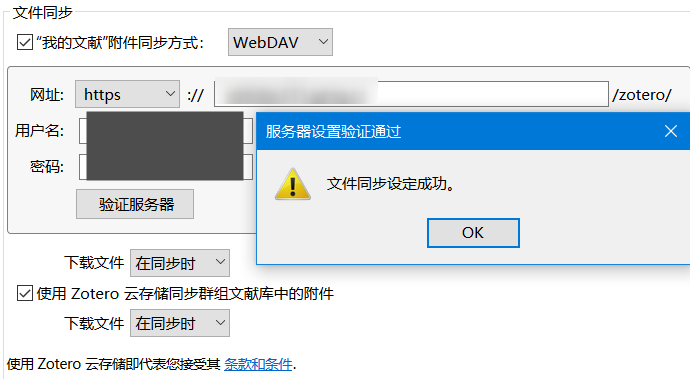 文件同步
“我的文献”附件同步方式： WebDAV
网址: https :// /zotero/
用户名:
密码:
验证服务器
服务器设置验证通过
文件同步设定成功。
OK
下载文件 在同步时
使用 Zotero 云存储同步群组文献库中的附件
下载文件 在同步时
使用 Zotero 云存储即代表您接受其 条款和条件.